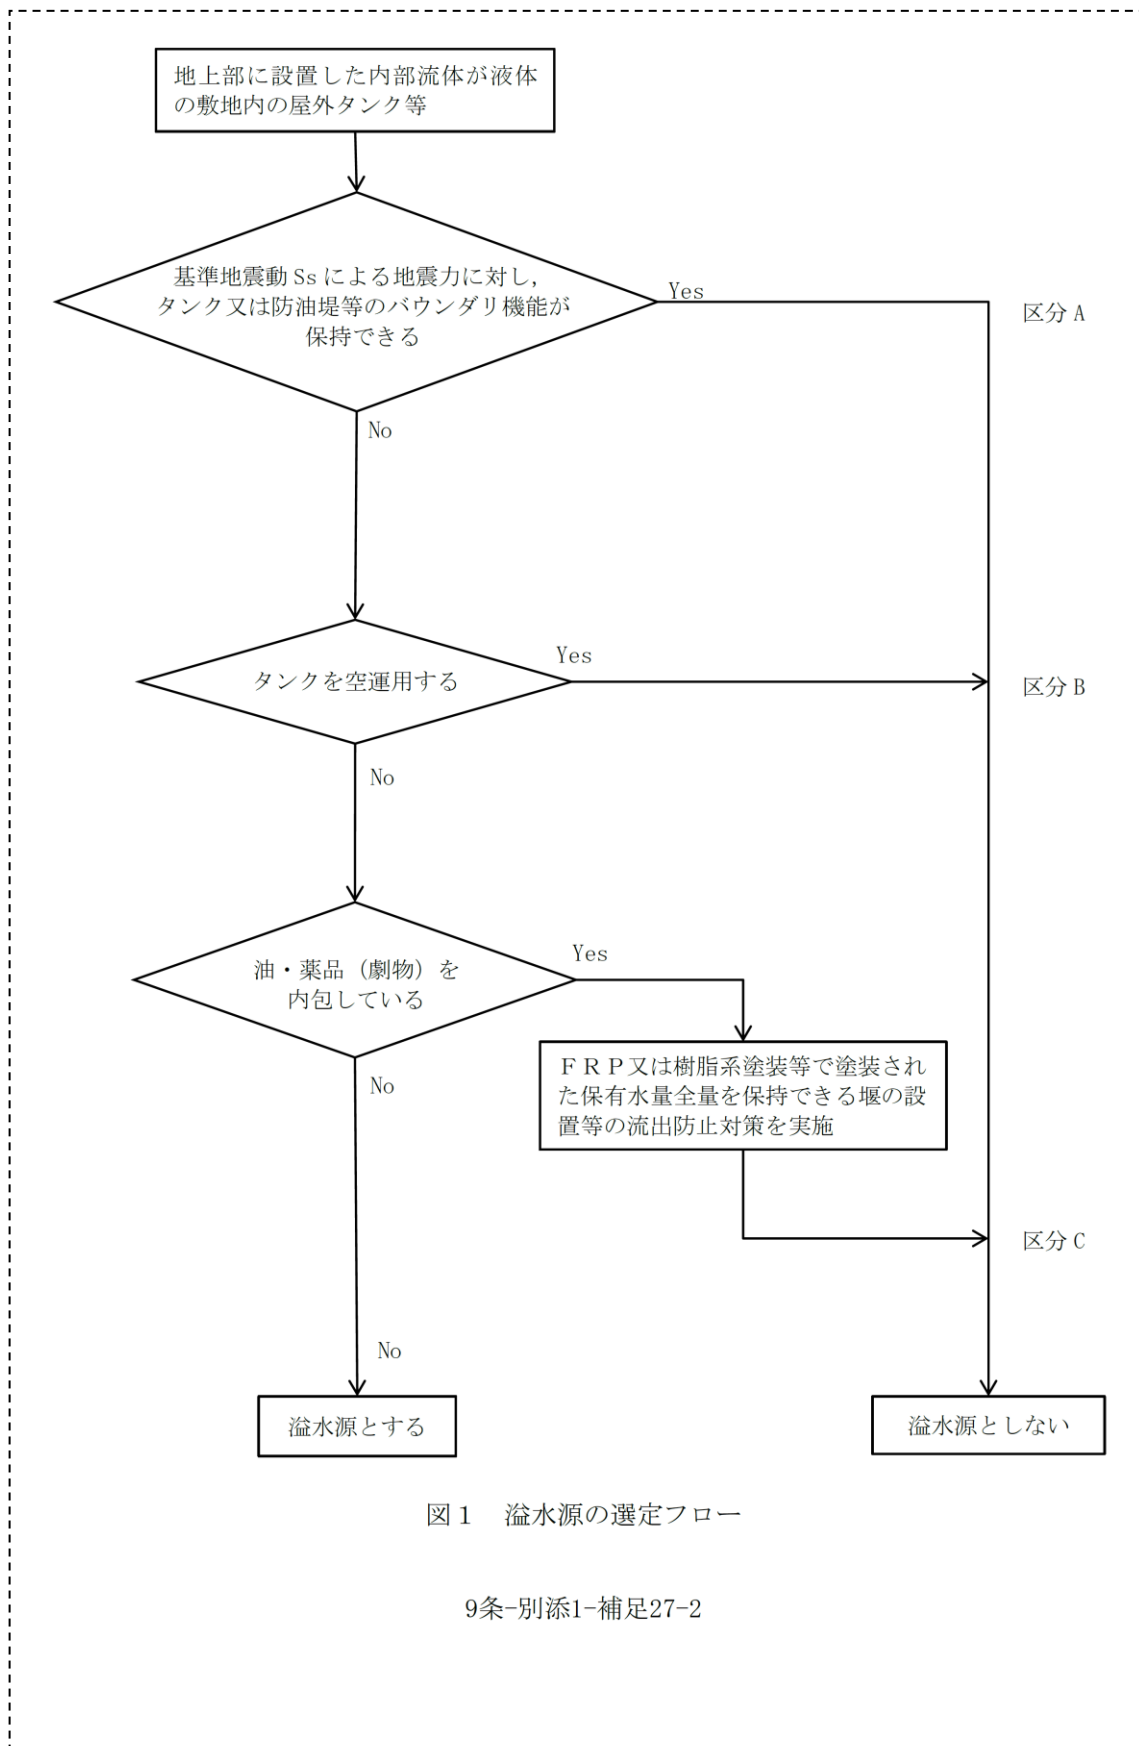 地上部に設置した内部流体が液体
の敷地内の屋外タンク等
基準地震動 Ss による地震力に対し，
タンク又は防油堤等のバウンダリ機能が
保持できる
Yes
区分 A
No
タンクを空運用する
Yes
区分 B
No
油・薬品（劇物）を
内包している
Yes
No
ＦＲＰ又は樹脂系塗装等で塗装され
た保有水量全量を保持できる堰の設
置等の流出防止対策を実施
区分 C
No
溢水源とする
溢水源としない
図１　溢水源の選定フロー
9条-別添1-補足27-2